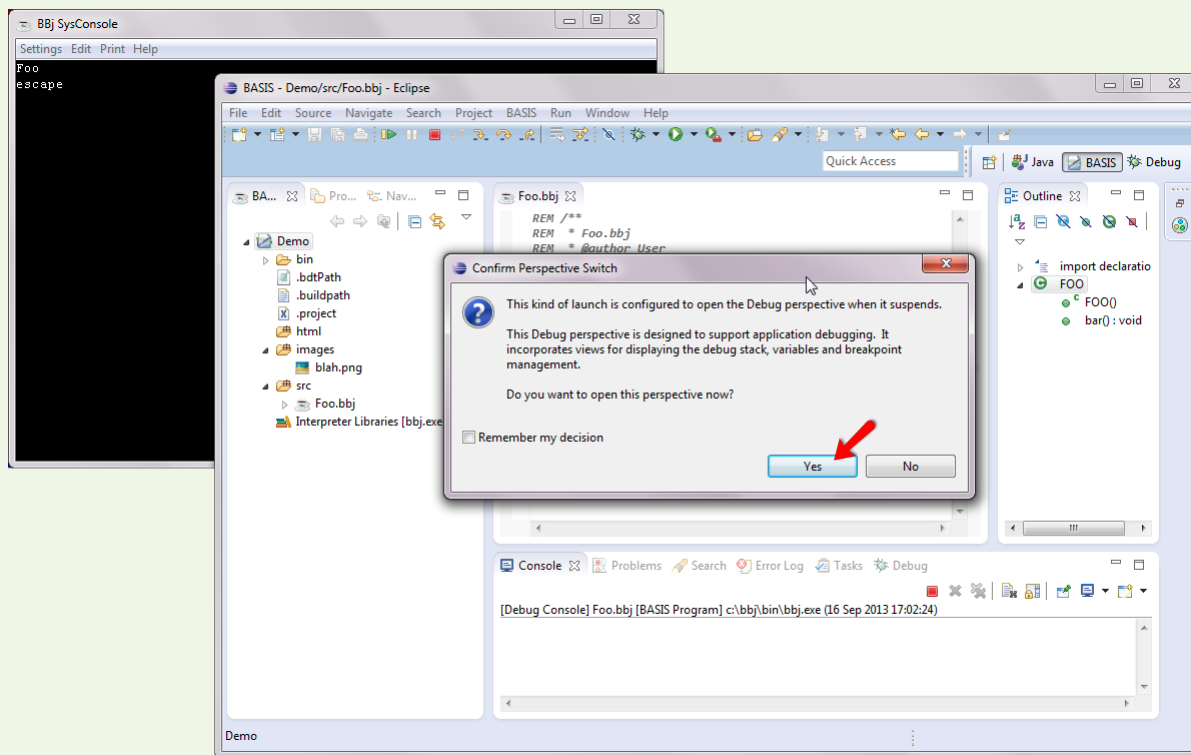 BBj SysConsole
Settings Edit Print Help
Foo
escape
BASIS - Demo/src/Foo.bbj - Eclipse
File Edit Source Navigate Search Project BASIS Run Window Help
Quick Access
Java BASIS Debug
BA... Pro... Nav...
Demo
bin
.bdtPath
.buildpath
.project
html
images
blah.png
src
Foo.bbj
Interpreter Libraries [bbj.exe
Foo.bbj
REM /**
REM * Foo.bbj
REM * @author User
Confirm Perspective Switch
This kind of launch is configured to open the Debug perspective when it suspends.
This Debug perspective is designed to support application debugging. It
incorporates views for displaying the debug stack, variables and breakpoint
management.
Do you want to open this perspective now?
Remember my decision
Yes No
Outline
import declaratio
FOO
FOO()
bar() : void
Console Problems Search Error Log Tasks Debug
[Debug Console] Foo.bbj [BASIS Program] c:\bbj\bin\bbj.exe (16 Sep 2013 17:02:24)
Demo